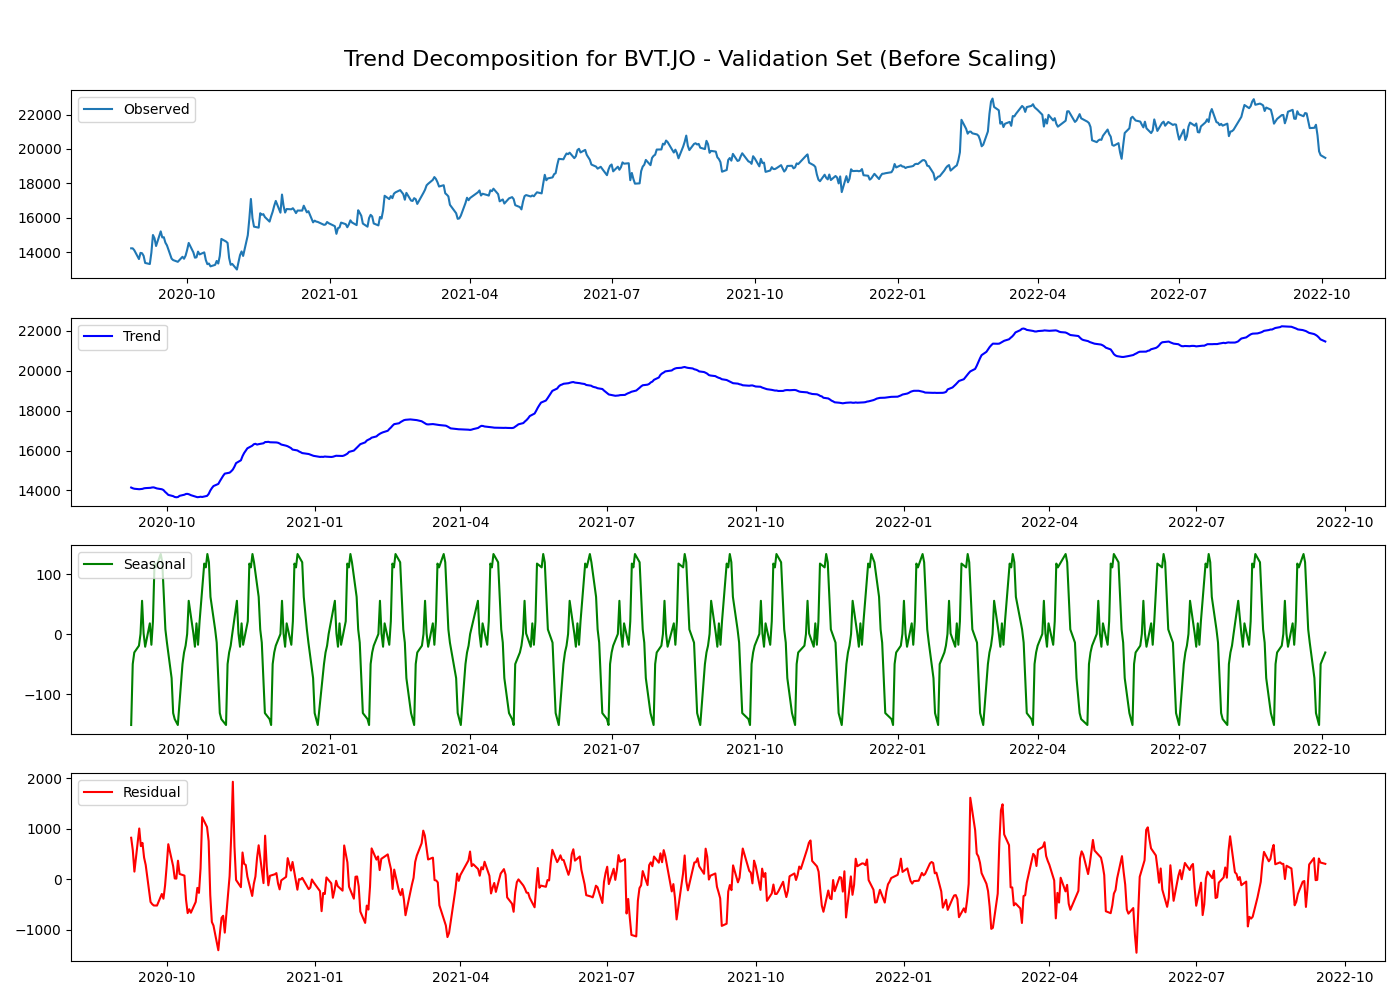 Trend Decomposition for BVT.JO - Validation Set (Before Scaling)
Observed
22000
20000
18000
16000
14000
2020-10 2021-01 2021-04 2021-07 2021-10 2022-01 2022-04 2022-07 2022-10
Trend
22000
20000
18000
16000
14000
2020-10 2021-01 2021-04 2021-07 2021-10 2022-01 2022-04 2022-07 2022-10
Seasonal
100
0
−100
2020-10 2021-01 2021-04 2021-07 2021-10 2022-01 2022-04 2022-07 2022-10
Residual
2000
1000
0
−1000
2020-10 2021-01 2021-04 2021-07 2021-10 2022-01 2022-04 2022-07 2022-10